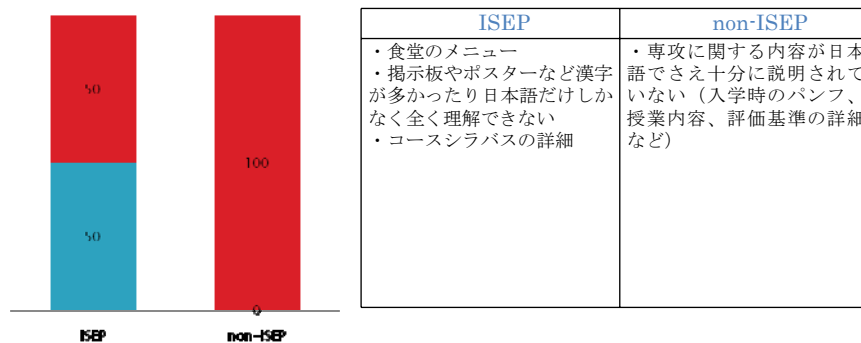 50
50
ISEP
100
0
non-ISEP
ISEP
・食堂のメニュー
・掲示板やポスターなど漢字
が多かったり日本語だけしか
なく全く理解できない
・コースシラバスの詳細
non-ISEP
・専攻に関する内容が日本
語でさえ十分に説明されて
いない（入学時のパンフ、
授業内容、評価基準の詳細
など）